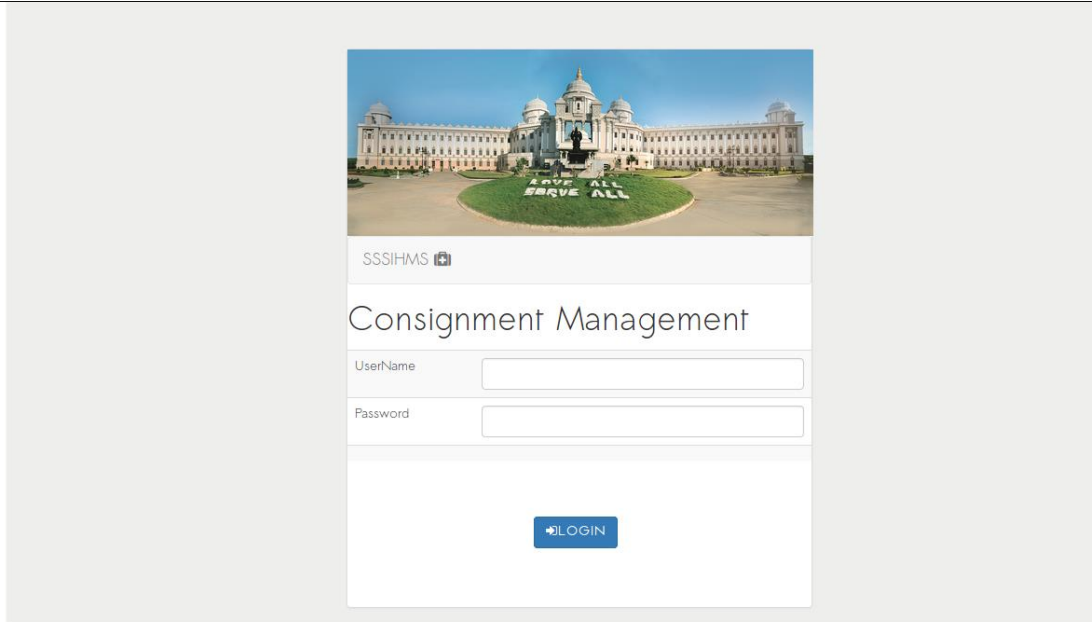 LOVE ALL
SERVE ALL
SSSIHMS
Consignment Management
UserName
Password
LOGIN